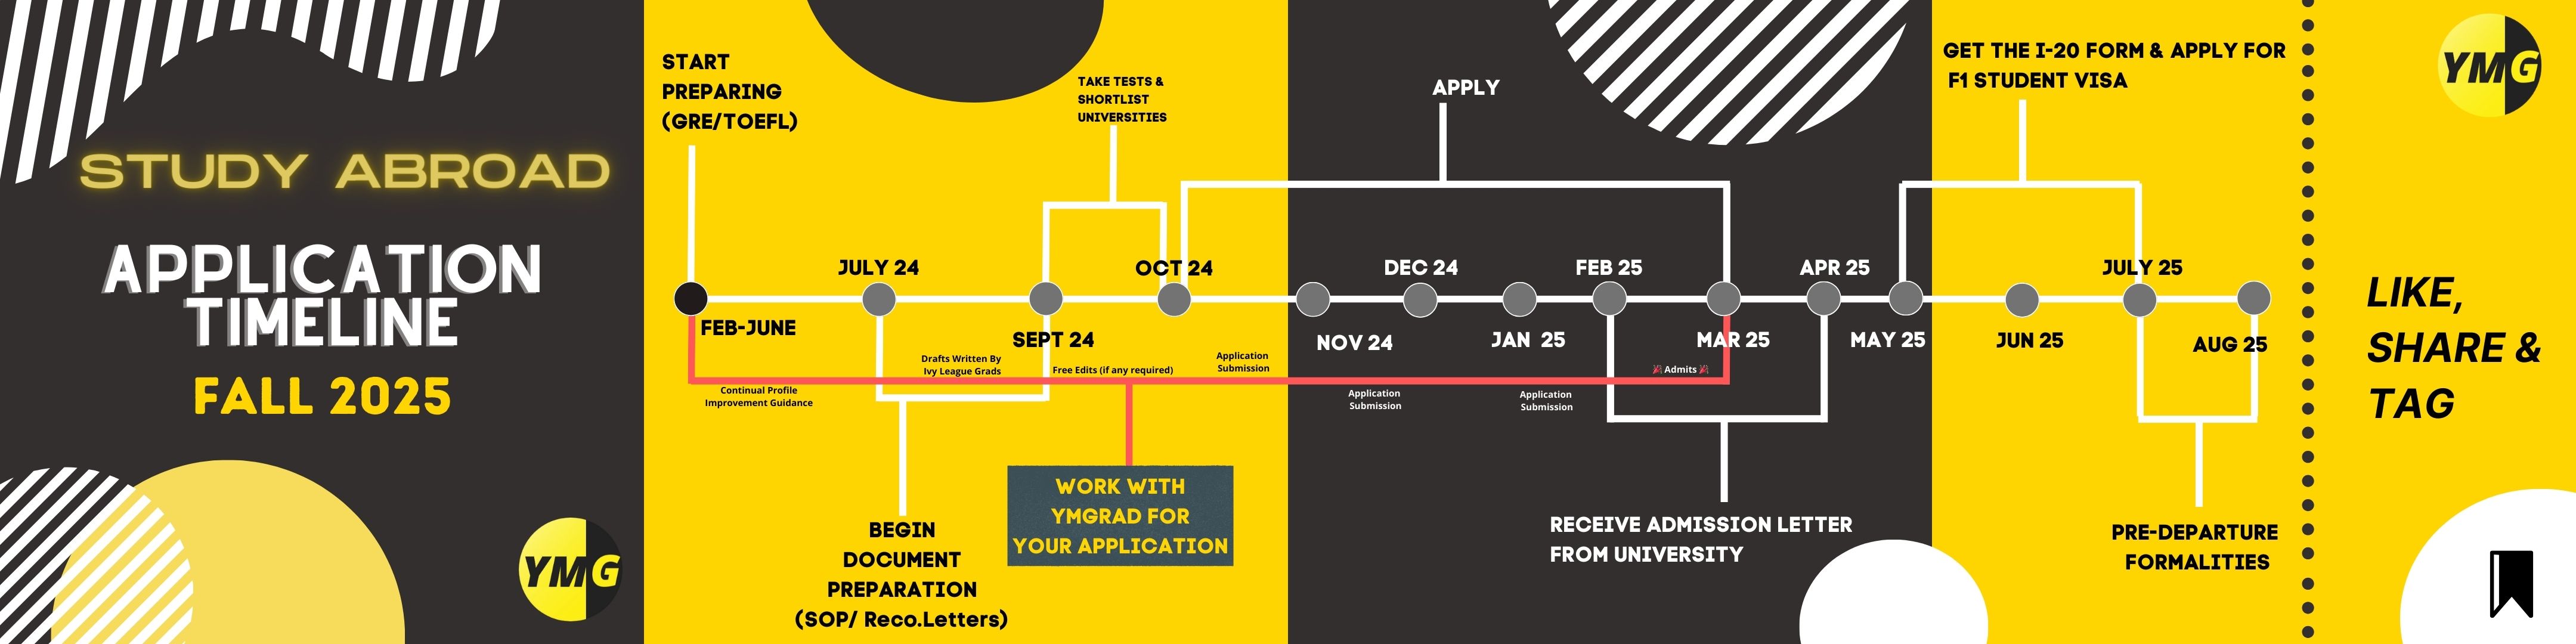 STUDY ABROAD
APPLICATION
TIMELINE
FALL 2025
YMG
START
PREPARING
(GRE/TOEFL)
TAKE TESTS &
SHORTLIST
UNIVERSITIES
APPLY
GET THE I-20 FORM & APPLY FOR
F1 STUDENT VISA
FEB-JUNE
JULY 24
SEPT 24
OCT 24
NOV 24
DEC 24
JAN 25
FEB 25
MAR 25
APR 25
MAY 25
JUN 25
JULY 25
AUG 25
Continual Profile
Improvement Guidance
Drafts Written By
Ivy League Grads
Free Edits (if any required)
Application
Submission
Application
Submission
Application
Submission
🎉 Admits 🎉
BEGIN
DOCUMENT
PREPARATION
(SOP/ Reco.Letters)
WORK WITH
YMGRAD FOR
YOUR APPLICATION
RECEIVE ADMISSION LETTER
FROM UNIVERSITY
PRE-DEPARTURE
FORMALITIES
YMG
LIKE,
SHARE &
TAG